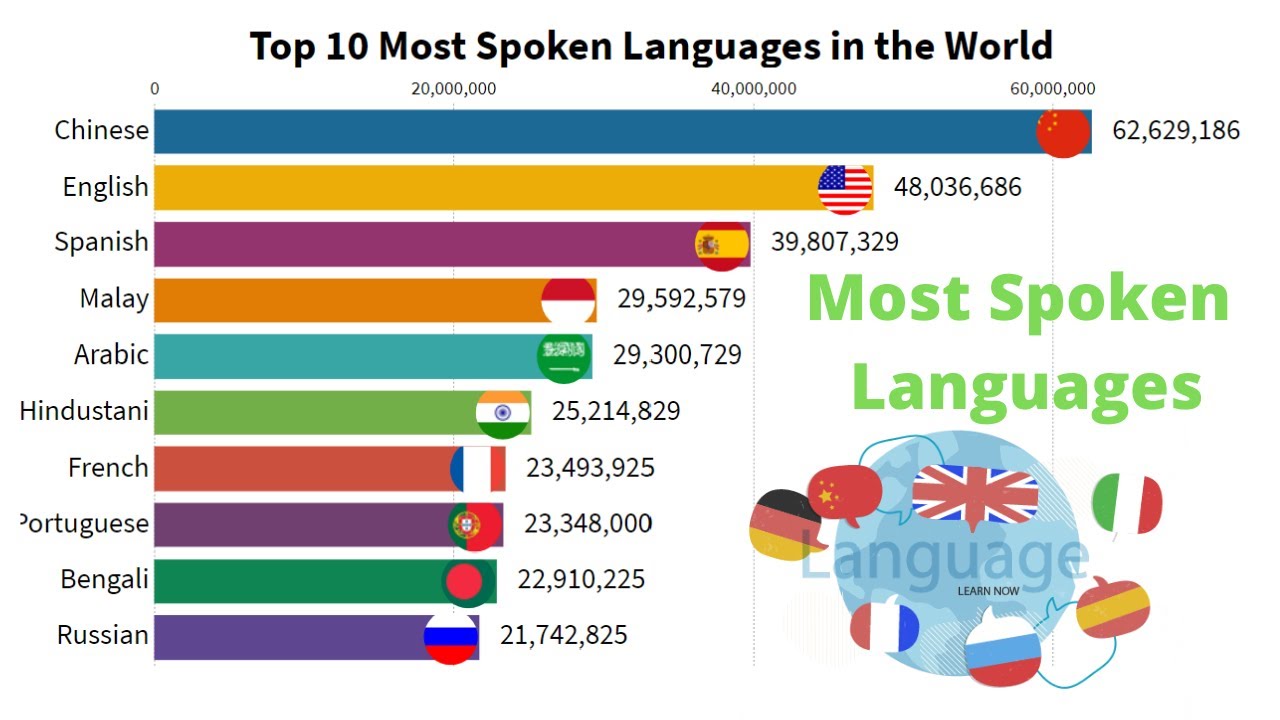 Top 10 Most Spoken Languages in the World
0 20,000,000 40,000,000 60,000,000
Chinese 62,629,186
English 48,036,686
Spanish 39,807,329
Malay 29,592,579
Arabic 29,300,729
Hindustani 25,214,829
French 23,493,925
Portuguese 23,348,000
Bengali 22,910,225
Russian 21,742,825
Most Spoken
Languages
Language
LEARN NOW